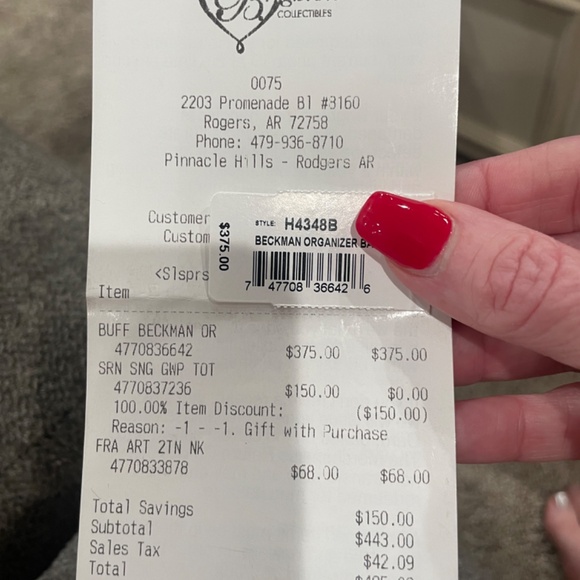 COLLECTIBLES
0075
2203 Promenade Bl #3160
Rogers, AR 72758
Phone: 479-936-8710
Pinnacle Hills - Rodgers AR
Customer
Custom
<Slsprs
Item
$375.00
STYLE: H4348B
BECKMAN ORGANIZER
7 47708 36642 6
BUFF BECKMAN OR
4770836642 $375.00 $375.00
SRN SNG GWP TOT
4770837236 $150.00 $0.00
100.00% Item Discount: ($150.00)
Reason: -1 - -1. Gift with Purchase
FRA ART 2TN NK
4770833878 $68.00 $68.00
Total Savings $150.00
Subtotal $443.00
Sales Tax $42.09
Total